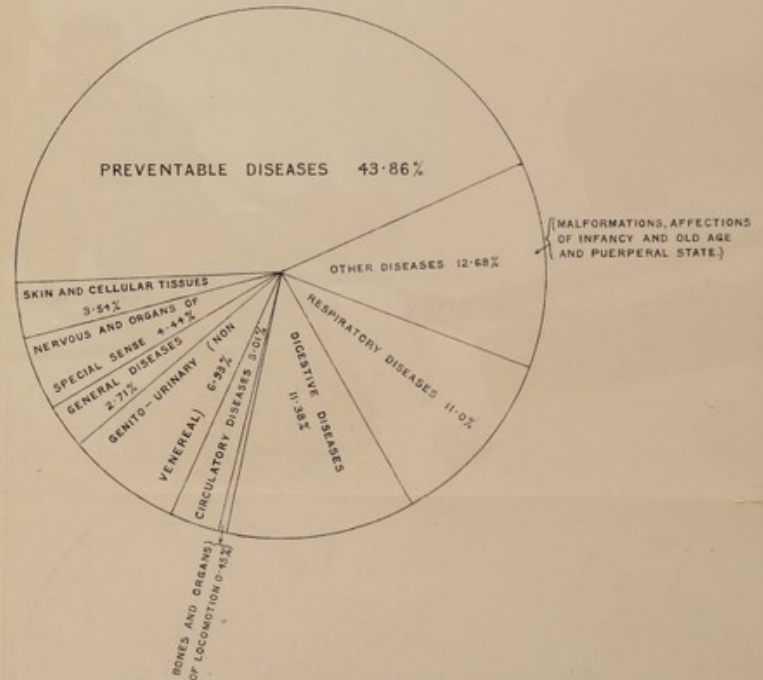 PREVENTABLE DISEASES 43·86%
(MALFORMATIONS, AFFECTIONS
OF INFANCY AND OLD AGE
AND PUERPERAL STATE.)
OTHER DISEASES 12·68%
RESPIRATORY DISEASES 11·0%
DIGESTIVE DISEASES
11·38%
BONES AND ORGANS
OF LOCOMOTION 0·45%
CIRCULATORY DISEASES 3·01%
GENITO-URINARY (NON
VENEREAL) 6·93%
GENERAL DISEASES
2·71%
NERVOUS AND ORGANS OF
SPECIAL SENSE 4·44%
SKIN AND CELLULAR TISSUES
3·54%